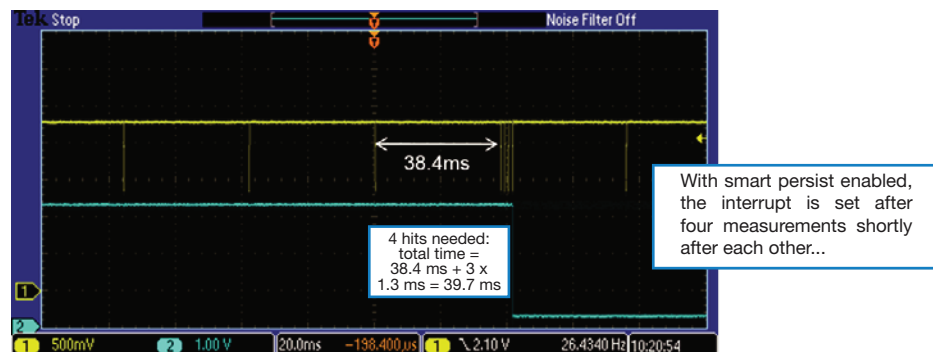 Tek Stop
Noise Filter Off
38.4ms
With smart persist enabled,
the interrupt is set after
four measurements shortly
after each other...
4 hits needed:
total time =
38.4 ms + 3 x
1.3 ms = 39.7 ms
1
2
1 500mV 2 1.00 V 20.0ms -198.400µs 1 2.10 V 26.4340 Hz 10:20:54